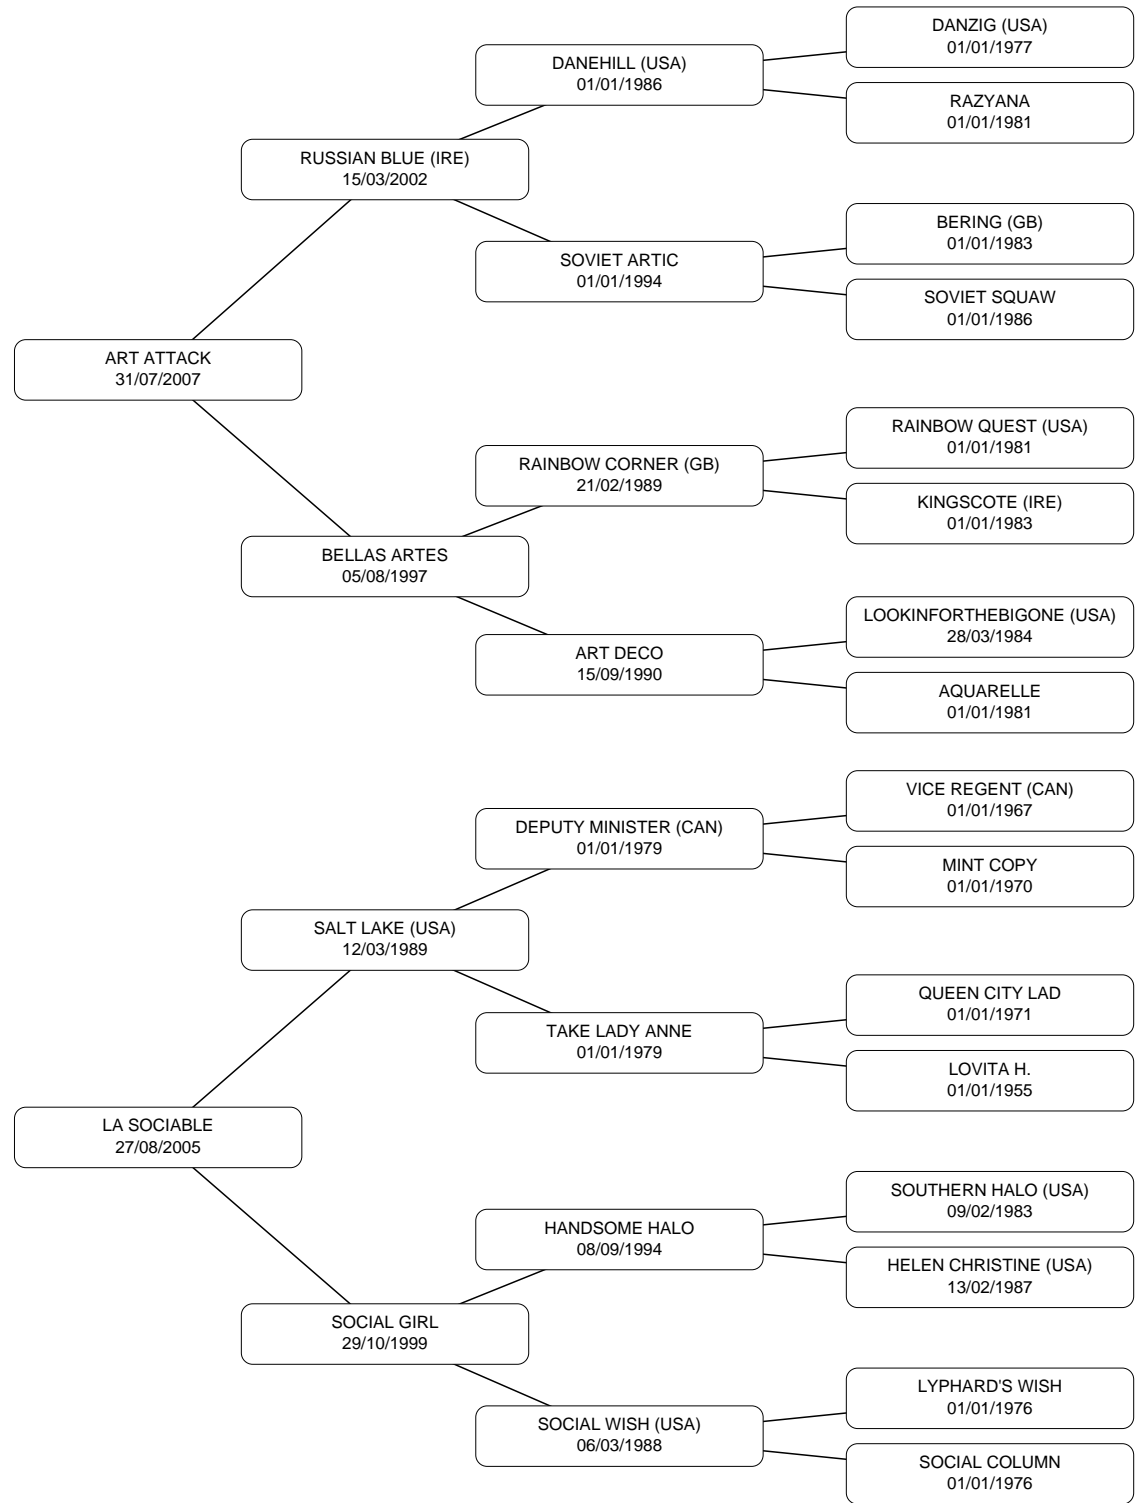 DANZIG (USA)
01/01/1977
DANEHILL (USA)
01/01/1986
RAZYANA
01/01/1981
RUSSIAN BLUE (IRE)
15/03/2002
BERING (GB)
01/01/1983
SOVIET ARTIC
01/01/1994
SOVIET SQUAW
01/01/1986
ART ATTACK
31/07/2007
RAINBOW QUEST (USA)
01/01/1981
RAINBOW CORNER (GB)
21/02/1989
KINGSCOTE (IRE)
01/01/1983
BELLAS ARTES
05/08/1997
LOOKINFORTHEBIGONE (USA)
28/03/1984
ART DECO
15/09/1990
AQUARELLE
01/01/1981
VICE REGENT (CAN)
01/01/1967
DEPUTY MINISTER (CAN)
01/01/1979
MINT COPY
01/01/1970
SALT LAKE (USA)
12/03/1989
QUEEN CITY LAD
01/01/1971
TAKE LADY ANNE
01/01/1979
LOVITA H.
01/01/1955
LA SOCIABLE
27/08/2005
SOUTHERN HALO (USA)
09/02/1983
HANDSOME HALO
08/09/1994
HELEN CHRISTINE (USA)
13/02/1987
SOCIAL GIRL
29/10/1999
LYPHARD'S WISH
01/01/1976
SOCIAL WISH (USA)
06/03/1988
SOCIAL COLUMN
01/01/1976